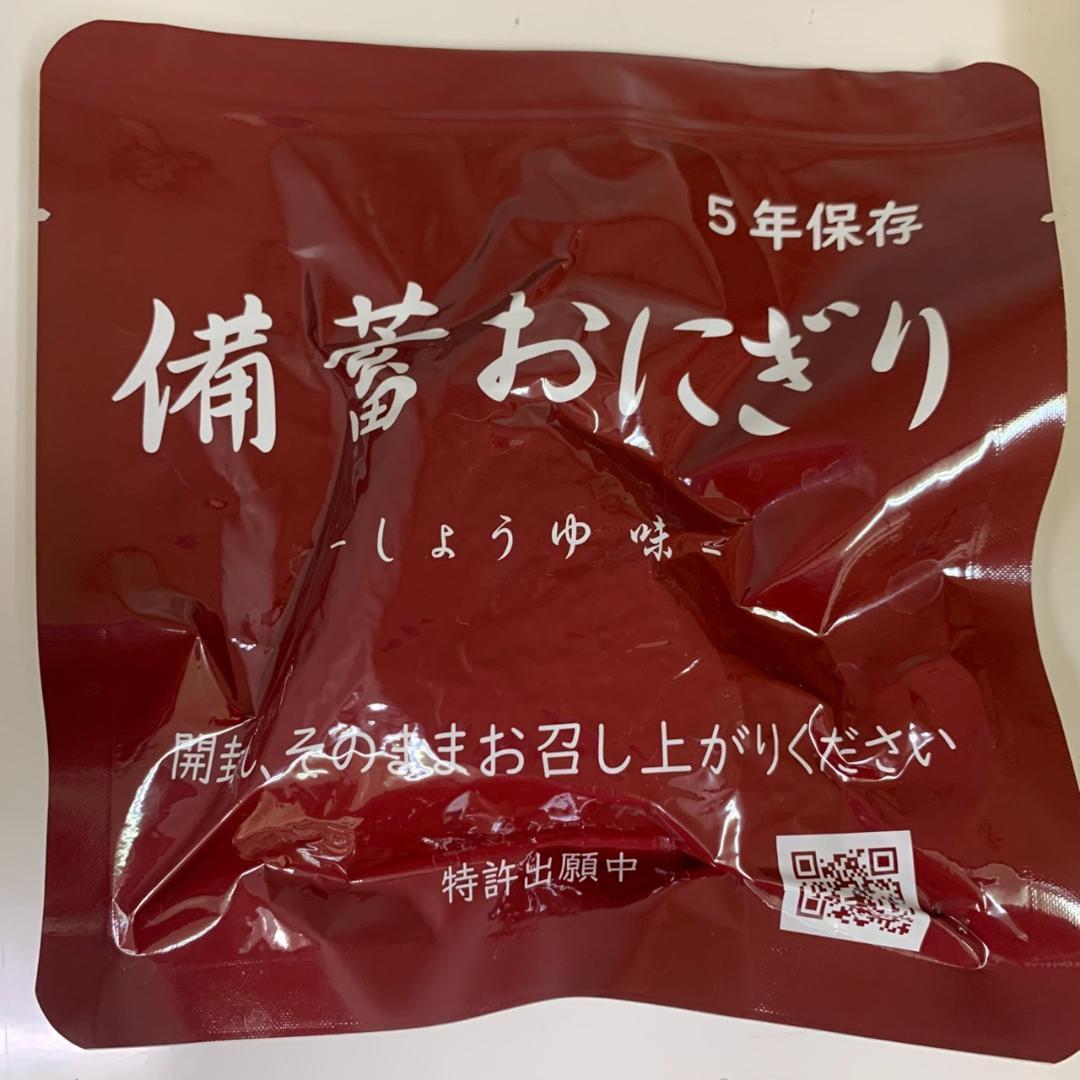 5年保存
備蓄おにぎり
-しょうゆ味-
開封し、そのままお召し上がりください
特許出願中